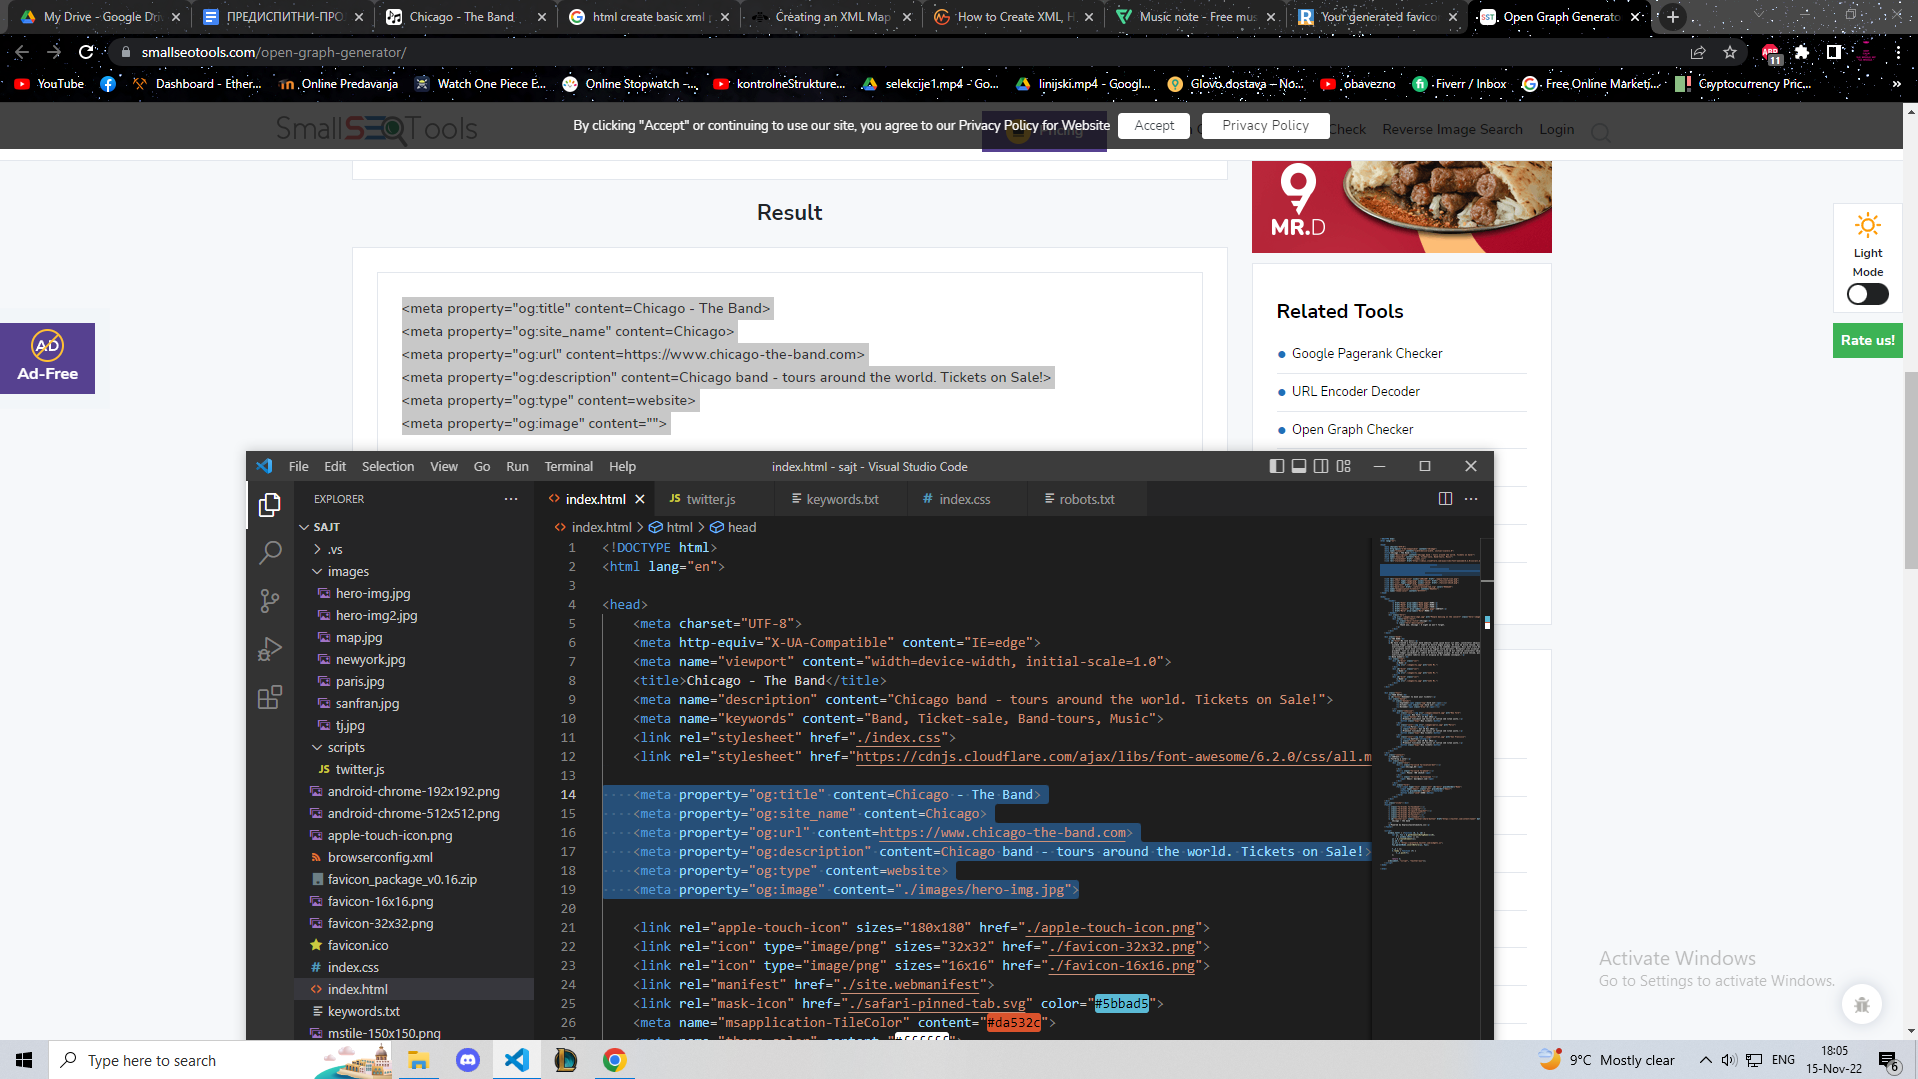 My Drive - Google Dri
ПРЕДИСПИТНИ-ПРО
Chicago - The Band
html create basic xml
Creating an XML Map
How to Create XML, H
Music note - Free mus
Your generated favico
Open Graph Generato
smallseotools.com/open-graph-generator/
11
YouTube
Dashboard - Ether...
Online Predavanja
Watch One Piece E...
Online Stopwatch -...
kontrolneStrukture...
selekcije1.mp4 - Go...
linijski.mp4 - Googl...
Glovo dostava – No...
obavezno
Fiverr / Inbox
Free Online Marketi...
Cryptocurrency Pric...
SmallSEOTools
By clicking "Accept" or continuing to use our site, you agree to our Privacy Policy for Website
Accept
Privacy Policy
Pricing
Check
Reverse Image Search
Login
Result
MR.D
Light
Mode
Rate us!
AD
Ad-Free
<meta property="og:title" content=Chicago - The Band>
<meta property="og:site_name" content=Chicago>
<meta property="og:url" content=https://www.chicago-the-band.com>
<meta property="og:description" content=Chicago band - tours around the world. Tickets on Sale!>
<meta property="og:type" content=website>
<meta property="og:image" content="">
Related Tools
Google Pagerank Checker
URL Encoder Decoder
Open Graph Checker
File Edit Selection View Go Run Terminal Help
index.html - sajt - Visual Studio Code
EXPLORER
SAJT
.vs
images
hero-img.jpg
hero-img2.jpg
map.jpg
newyork.jpg
paris.jpg
sanfran.jpg
tj.jpg
scripts
JS twitter.js
android-chrome-192x192.png
android-chrome-512x512.png
apple-touch-icon.png
browserconfig.xml
favicon_package_v0.16.zip
favicon-16x16.png
favicon-32x32.png
favicon.ico
# index.css
<> index.html
keywords.txt
mstile-150x150.png
<> index.html
JS twitter.js
keywords.txt
# index.css
robots.txt
<> index.html > html > head
1 <!DOCTYPE html>
2 <html lang="en">
3
4 <head>
5 <meta charset="UTF-8">
6 <meta http-equiv="X-UA-Compatible" content="IE=edge">
7 <meta name="viewport" content="width=device-width, initial-scale=1.0">
8 <title>Chicago - The Band</title>
9 <meta name="description" content="Chicago band - tours around the world. Tickets on Sale!">
10 <meta name="keywords" content="Band, Ticket-sale, Band-tours, Music">
11 <link rel="stylesheet" href="./index.css">
12 <link rel="stylesheet" href="https://cdnjs.cloudflare.com/ajax/libs/font-awesome/6.2.0/css/all.m
13
14 <meta property="og:title" content=Chicago - The Band>
15 <meta property="og:site_name" content=Chicago>
16 <meta property="og:url" content=https://www.chicago-the-band.com>
17 <meta property="og:description" content=Chicago band - tours around the world. Tickets on Sale!>
18 <meta property="og:type" content=website>
19 <meta property="og:image" content="./images/hero-img.jpg">
20
21 <link rel="apple-touch-icon" sizes="180x180" href="./apple-touch-icon.png">
22 <link rel="icon" type="image/png" sizes="32x32" href="./favicon-32x32.png">
23 <link rel="icon" type="image/png" sizes="16x16" href="./favicon-16x16.png">
24 <link rel="manifest" href="./site.webmanifest">
25 <link rel="mask-icon" href="./safari-pinned-tab.svg" color="#5bbad5">
26 <meta name="msapplication-TileColor" content="#da532c">
Activate Windows
Go to Settings to activate Windows.
Type here to search
9°C Mostly clear
ENG
18:05
15-Nov-22
6